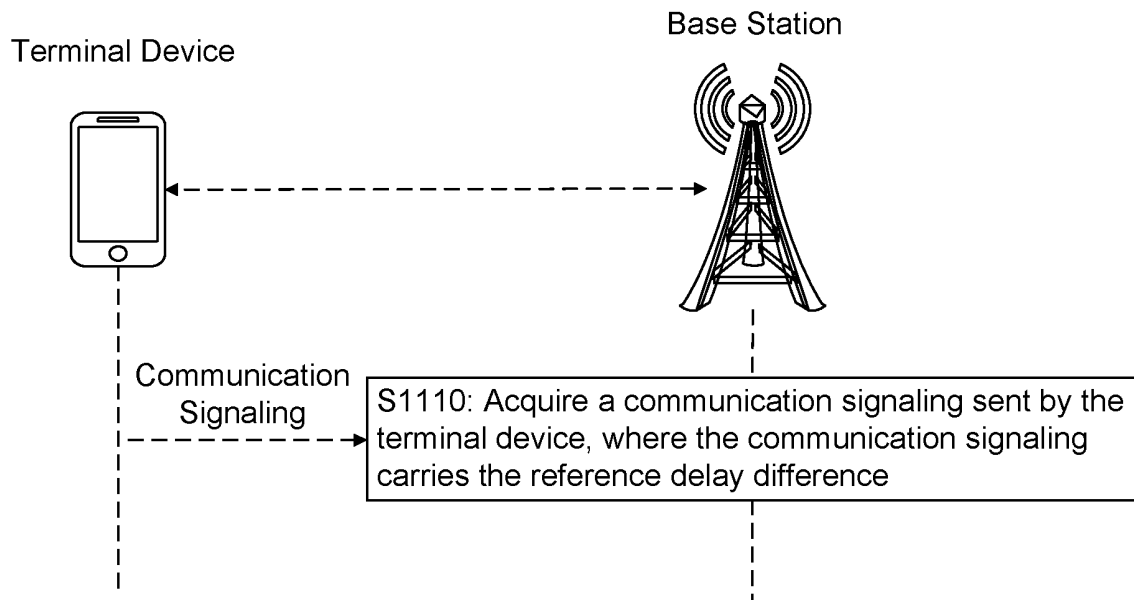 Terminal Device
Base Station
Communication
Signaling
S1110: Acquire a communication signaling sent by the
terminal device, where the communication signaling
carries the reference delay difference